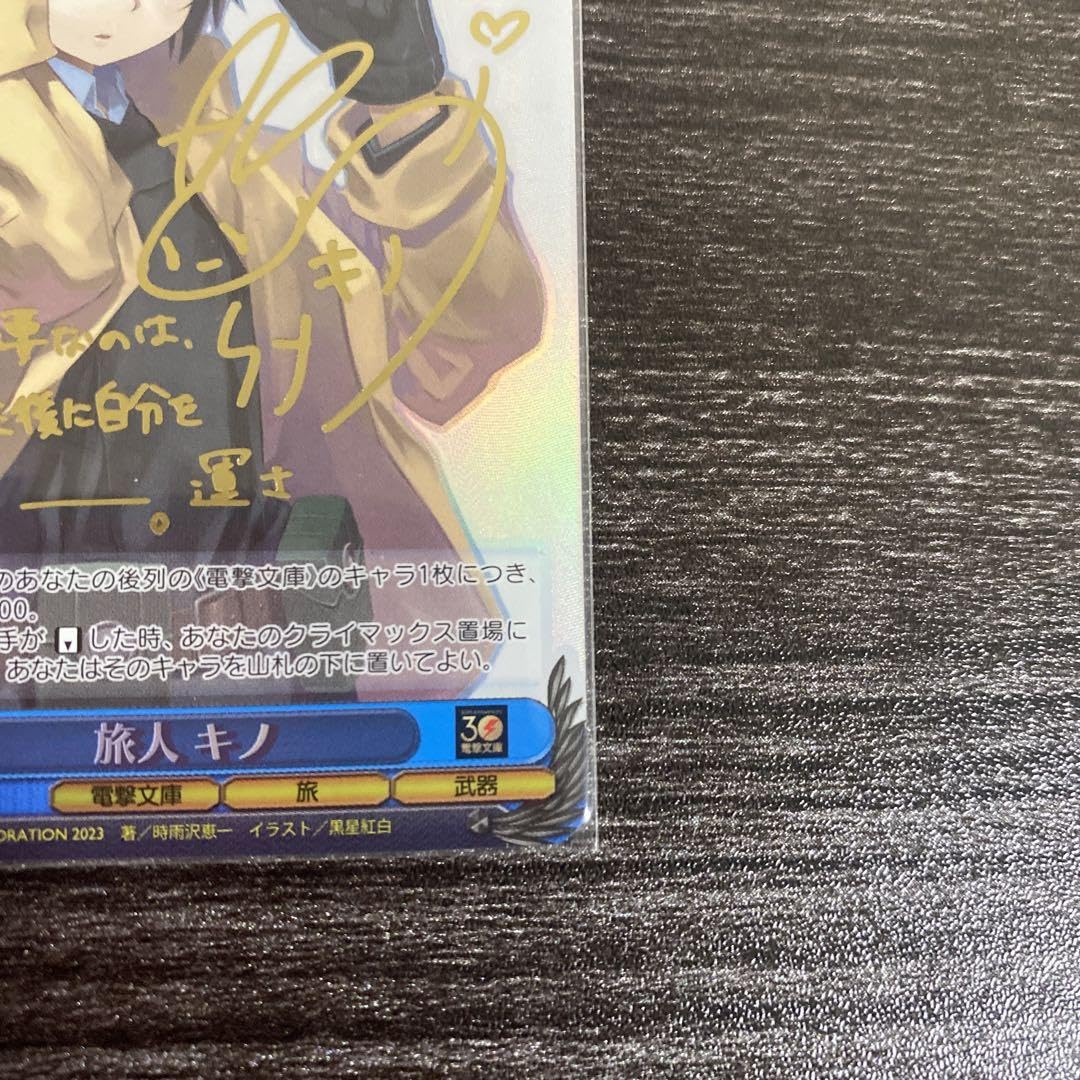 キノ
なのは、
後に自分を
運さ
。
のあなたの後列の《電撃文庫》のキャラ1枚につき、
00。
手が した時、あなたのクライマックス置場に
あなたはそのキャラを山札の下に置いてよい。
旅人 キノ
30
電撃文庫
電撃文庫 旅 武器
ORATION 2023 著／時雨沢恵一 イラスト／黒星紅白